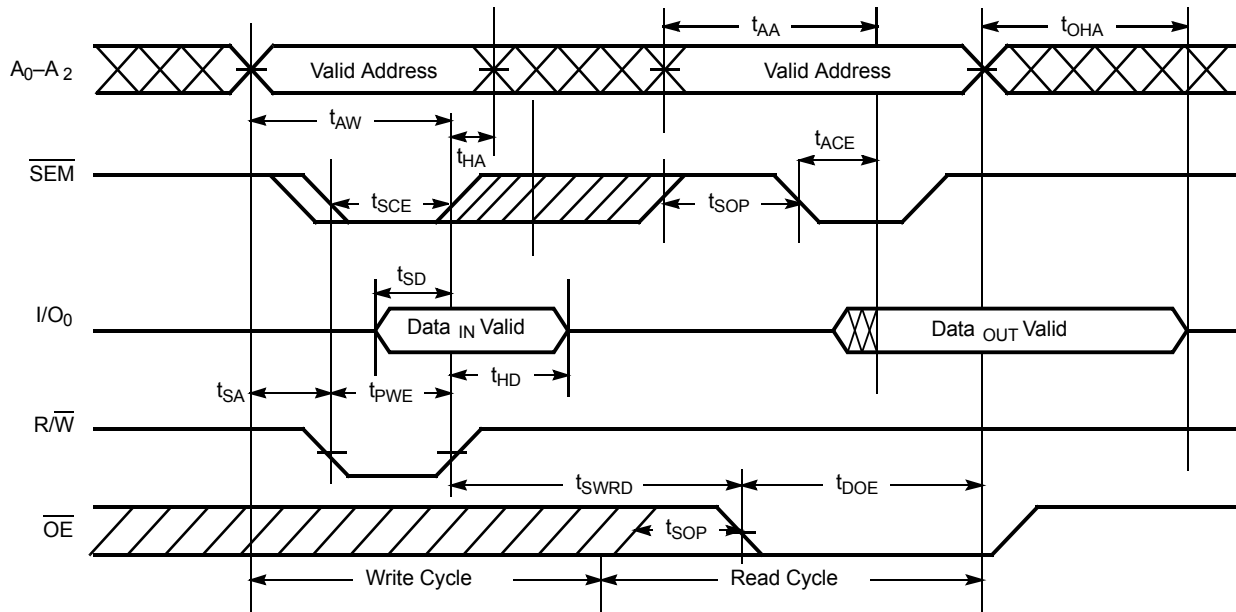 tAA tOHA
A0–A2 Valid Address Valid Address
tAW
tHA tACE
SEM tSCE tSOP
tSD
I/O0 Data IN Valid Data OUT Valid
tSA tPWE tHD
R/W
tSWRD tDOE
OE tSOP
Write Cycle Read Cycle